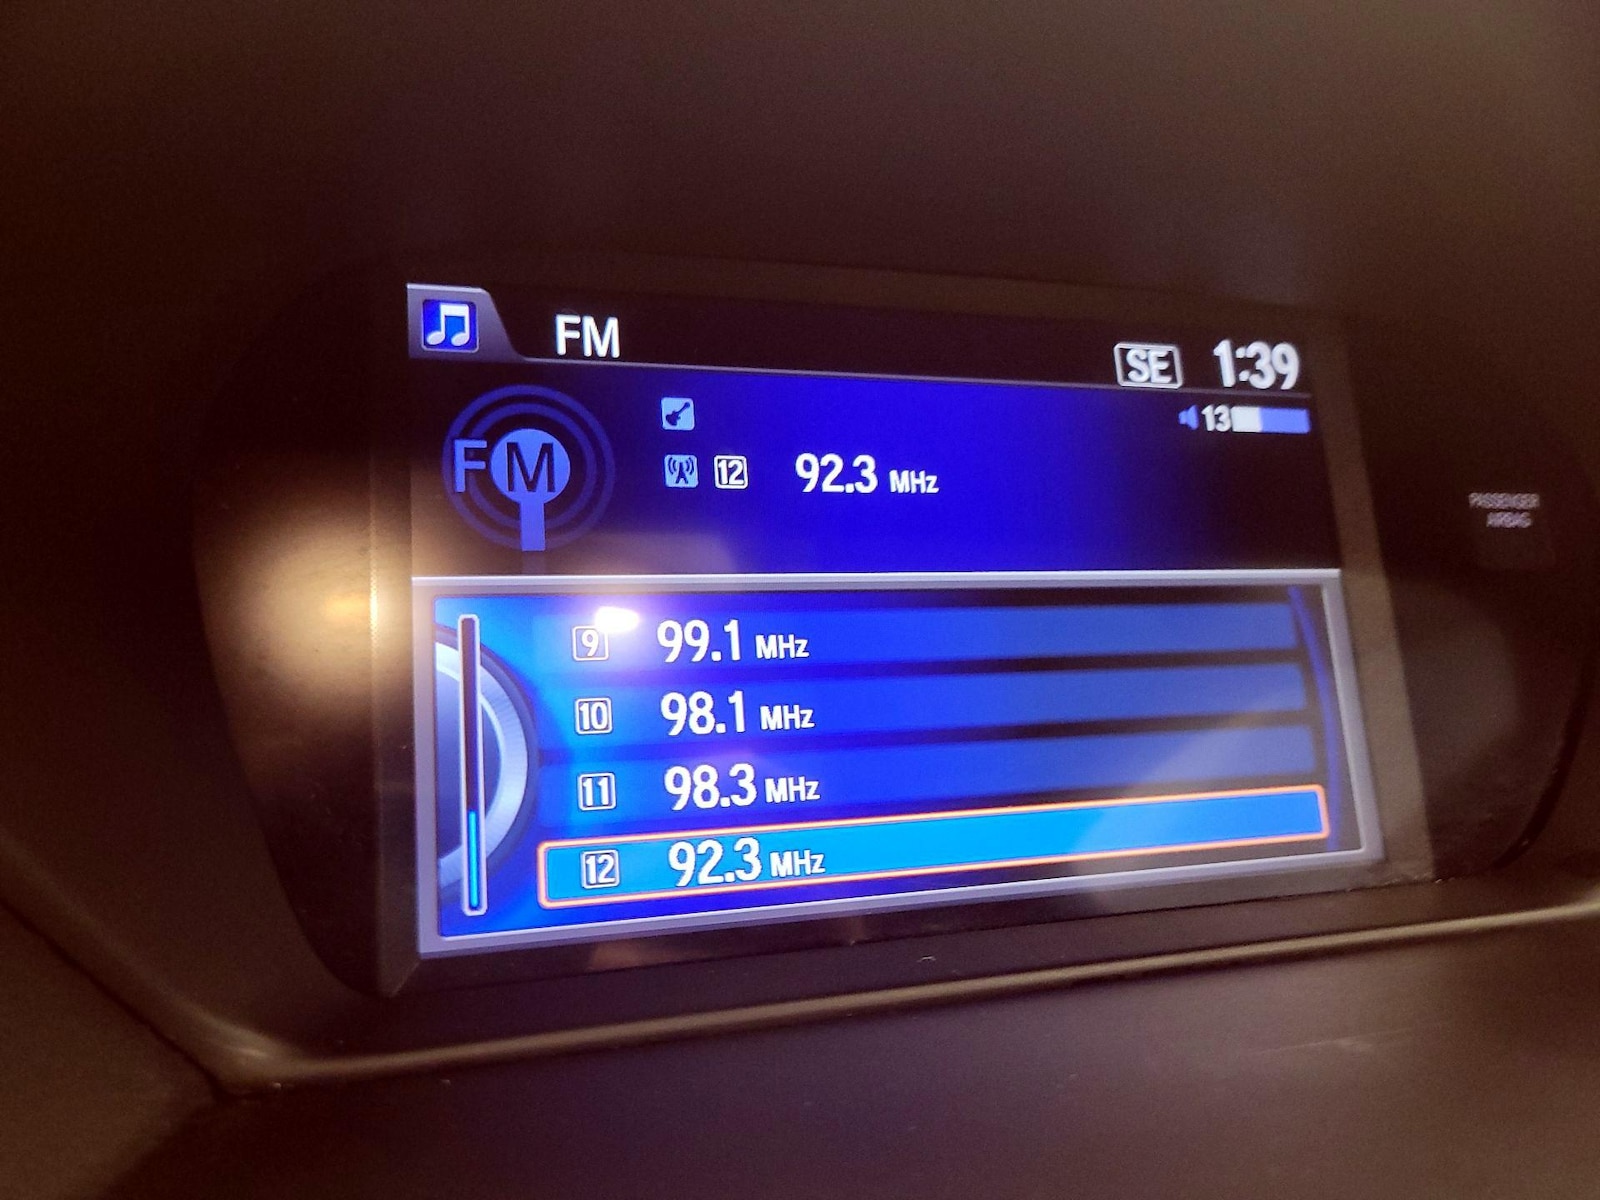 FM
SE 1:39
13
FM
12 92.3 MHz
9 99.1 MHz
10 98.1 MHz
11 98.3 MHz
12 92.3 MHz
PASSENGER
AIRBAG